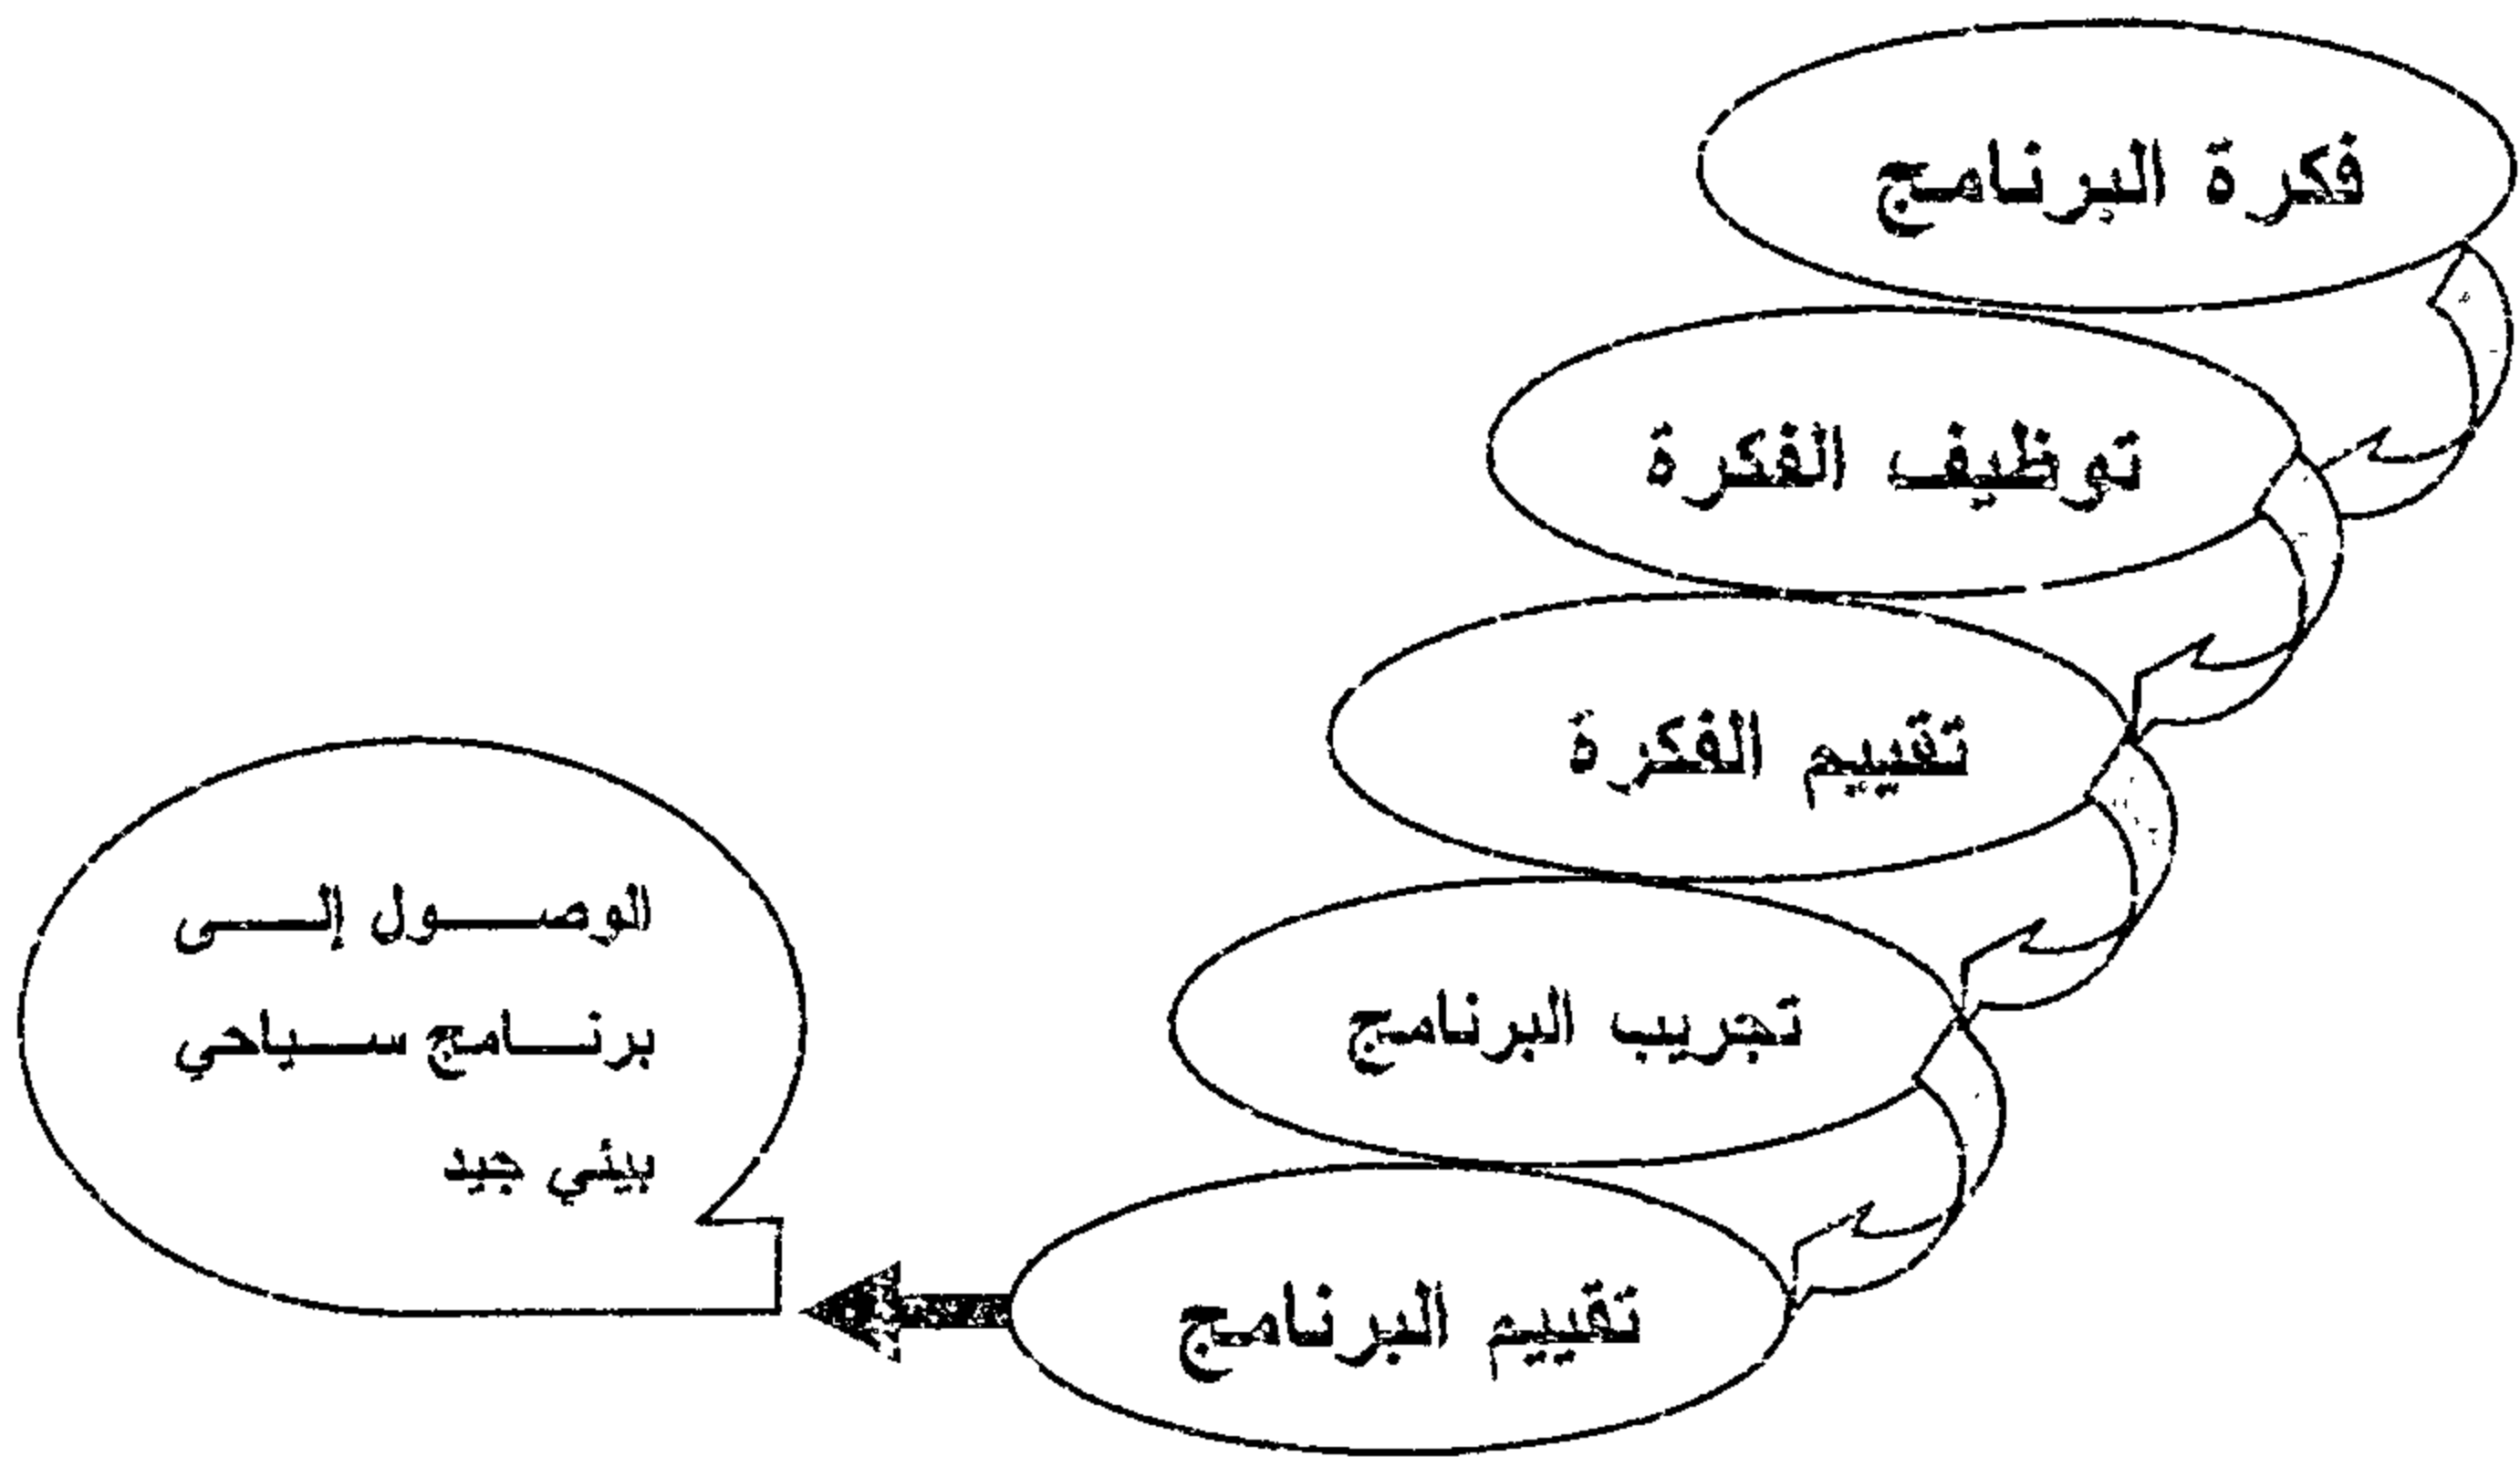 فكرة البرنامج
توظيف الفكرة
تقييم الفكرة
تجريب البرنامج
تقييم البرنامج
الوصول إلى
برنامج سياحي
بيئي جيد